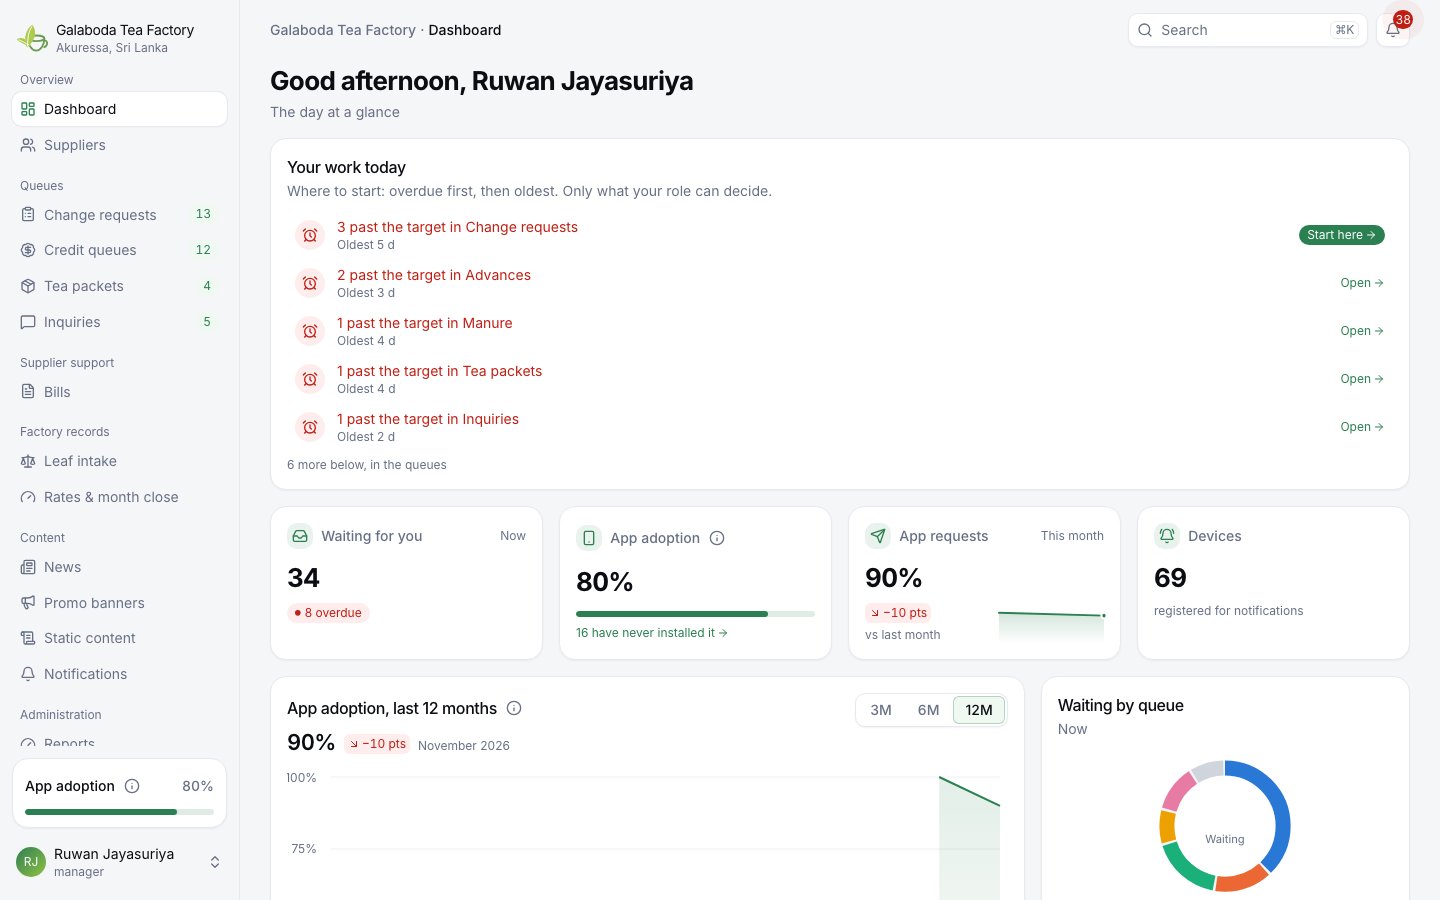 Galaboda Tea Factory
Akuressa, Sri Lanka
Overview
Dashboard
Suppliers
Queues
Change requests 13
Credit queues 12
Tea packets 4
Inquiries 5
Supplier support
Bills
Factory records
Leaf intake
Rates & month close
Content
News
Promo banners
Static content
Notifications
Administration
Reports
App adoption 80%
RJ
Ruwan Jayasuriya
manager
Galaboda Tea Factory · Dashboard
Search ⌘K
38
Good afternoon, Ruwan Jayasuriya
The day at a glance
Your work today
Where to start: overdue first, then oldest. Only what your role can decide.
3 past the target in Change requests
Oldest 5 d
Start here →
2 past the target in Advances
Oldest 3 d
Open →
1 past the target in Manure
Oldest 4 d
Open →
1 past the target in Tea packets
Oldest 4 d
Open →
1 past the target in Inquiries
Oldest 2 d
Open →
6 more below, in the queues
Waiting for you Now
34
8 overdue
App adoption
80%
16 have never installed it →
App requests This month
90%
−10 pts
vs last month
Devices
69
registered for notifications
App adoption, last 12 months
3M 6M 12M
90% −10 pts November 2026
100%
75%
Waiting by queue
Now
Waiting